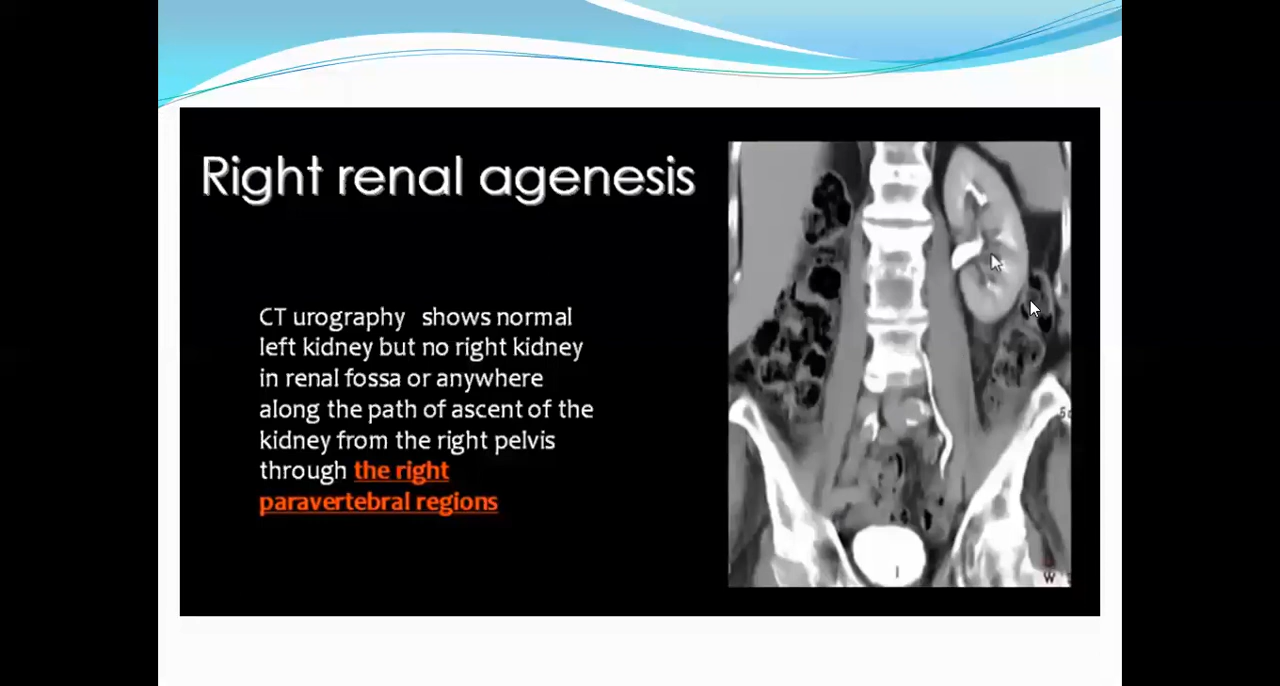 Right renal agenesis
CT urography shows normal
left kidney but no right kidney
in renal fossa or anywhere
along the path of ascent of the
kidney from the right pelvis
through the right
paravertebral regions
W